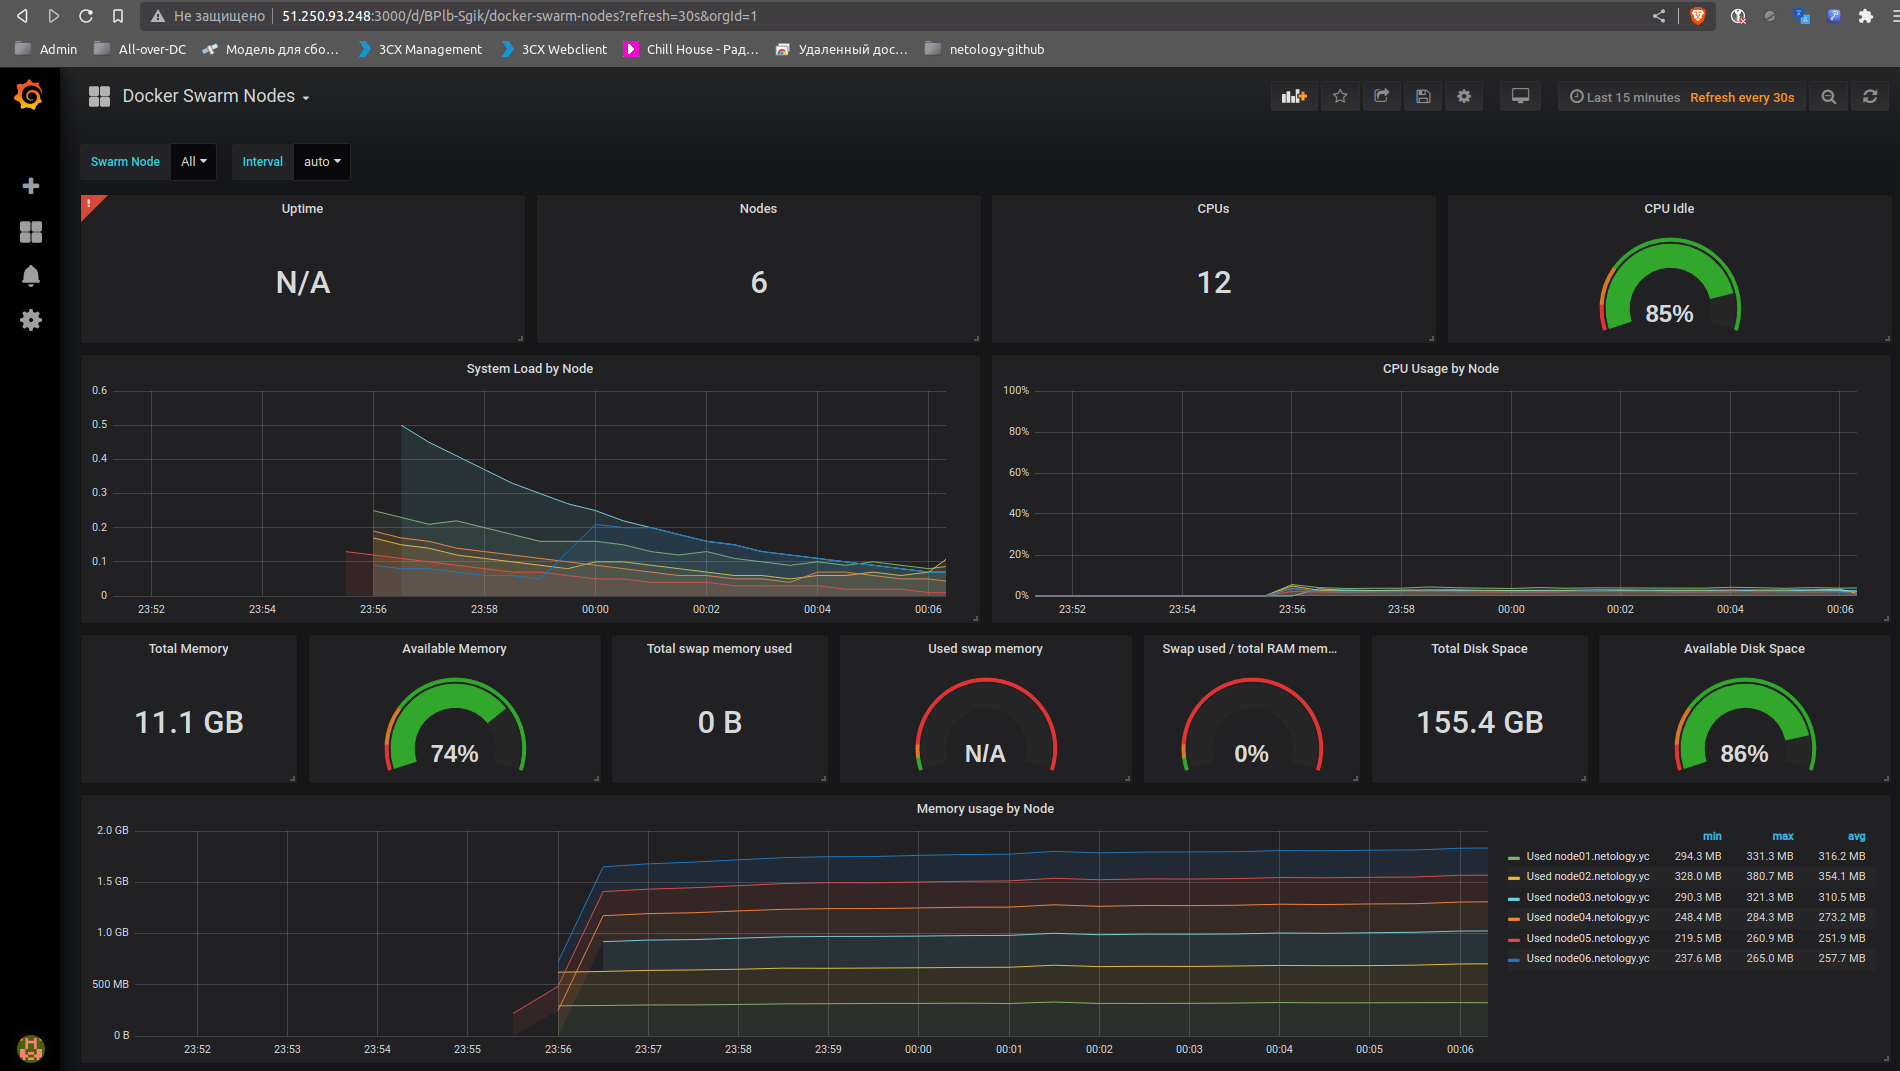 Не защищено 51.250.93.248:3000/d/BPlb-Sgik/docker-swarm-nodes?refresh=30s&orgId=1
Admin All-over-DC Модель для сбо... 3CX Management 3CX Webclient Chill House - Рад... Удаленный дос... netology-github
Docker Swarm Nodes
Last 15 minutes Refresh every 30s
Swarm Node All Interval auto
Uptime
N/A
Nodes
6
CPUs
12
CPU Idle
85%
System Load by Node
0.6
0.5
0.4
0.3
0.2
0.1
0
23:52 23:54 23:56 23:58 00:00 00:02 00:04 00:06
CPU Usage by Node
100%
80%
60%
40%
20%
0%
23:52 23:54 23:56 23:58 00:00 00:02 00:04 00:06
Total Memory
11.1 GB
Available Memory
74%
Total swap memory used
0 B
Used swap memory
N/A
Swap used / total RAM mem...
0%
Total Disk Space
155.4 GB
Available Disk Space
86%
Memory usage by Node
2.0 GB
1.5 GB
1.0 GB
500 MB
0 B
23:52 23:53 23:54 23:55 23:56 23:57 23:58 23:59 00:00 00:01 00:02 00:03 00:04 00:05 00:06
min max avg
Used node01.netology.yc 294.3 MB 331.3 MB 316.2 MB
Used node02.netology.yc 328.0 MB 380.7 MB 354.1 MB
Used node03.netology.yc 290.3 MB 321.3 MB 310.5 MB
Used node04.netology.yc 248.4 MB 284.3 MB 273.2 MB
Used node05.netology.yc 219.5 MB 260.9 MB 251.9 MB
Used node06.netology.yc 237.6 MB 265.0 MB 257.7 MB